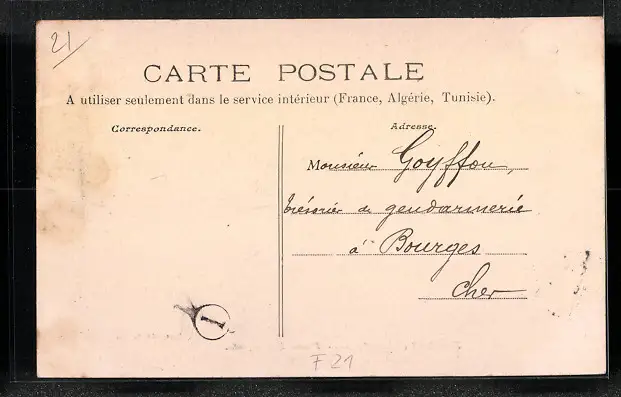 21
CARTE POSTALE
A utiliser seulement dans le service intérieur (France, Algérie, Tunisie).
Correspondance.
Adresse.
Monsieur Goyffon,
trésorier de gendarmerie
à Bourges
Cher
I
F21